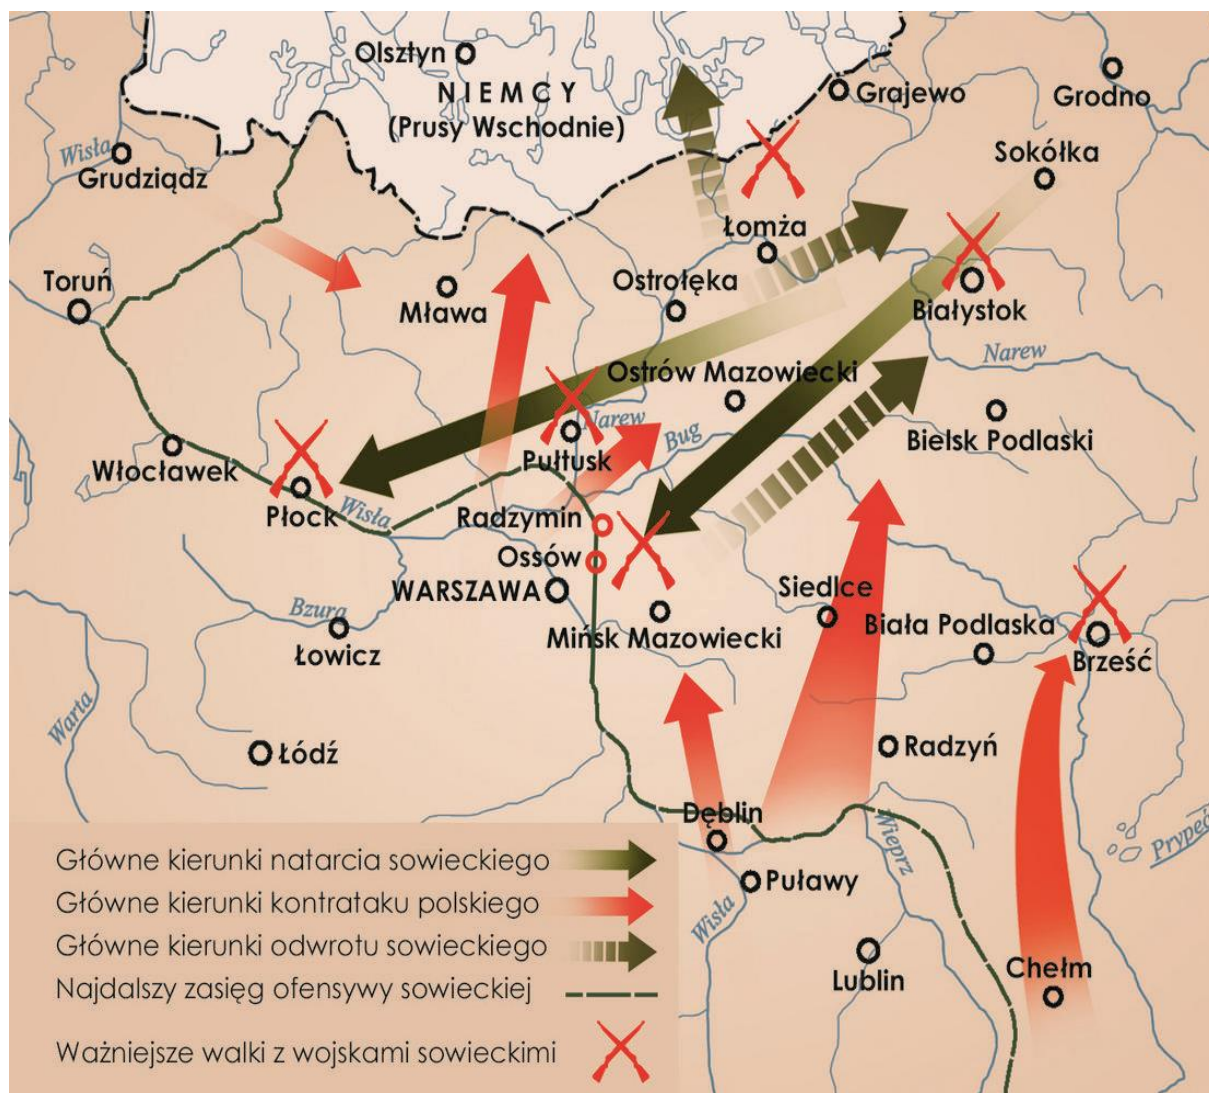 Olsztyn
NIEMCY
(Prusy Wschodnie)
Grajewo
Grodno
Wisła
Grudziądz
Sokółka
Łomża
Toruń
Mława
Ostrołęka
Białystok
Narew
Ostrów Mazowiecki
Narew
Bug
Bielsk Podlaski
Włocławek
Pułtusk
Płock
Wisła
Radzymin
Ossów
WARSZAWA
Siedlce
Bzura
Mińsk Mazowiecki
Biała Podlaska
Łowicz
Brześć
Warta
Łódź
Radzyń
Dęblin
Wieprz
Prypeć
Puławy
Wisła
Lublin
Chełm
Główne kierunki natarcia sowieckiego
Główne kierunki kontrataku polskiego
Główne kierunki odwrotu sowieckiego
Najdalszy zasięg ofensywy sowieckiej
Ważniejsze walki z wojskami sowieckimi